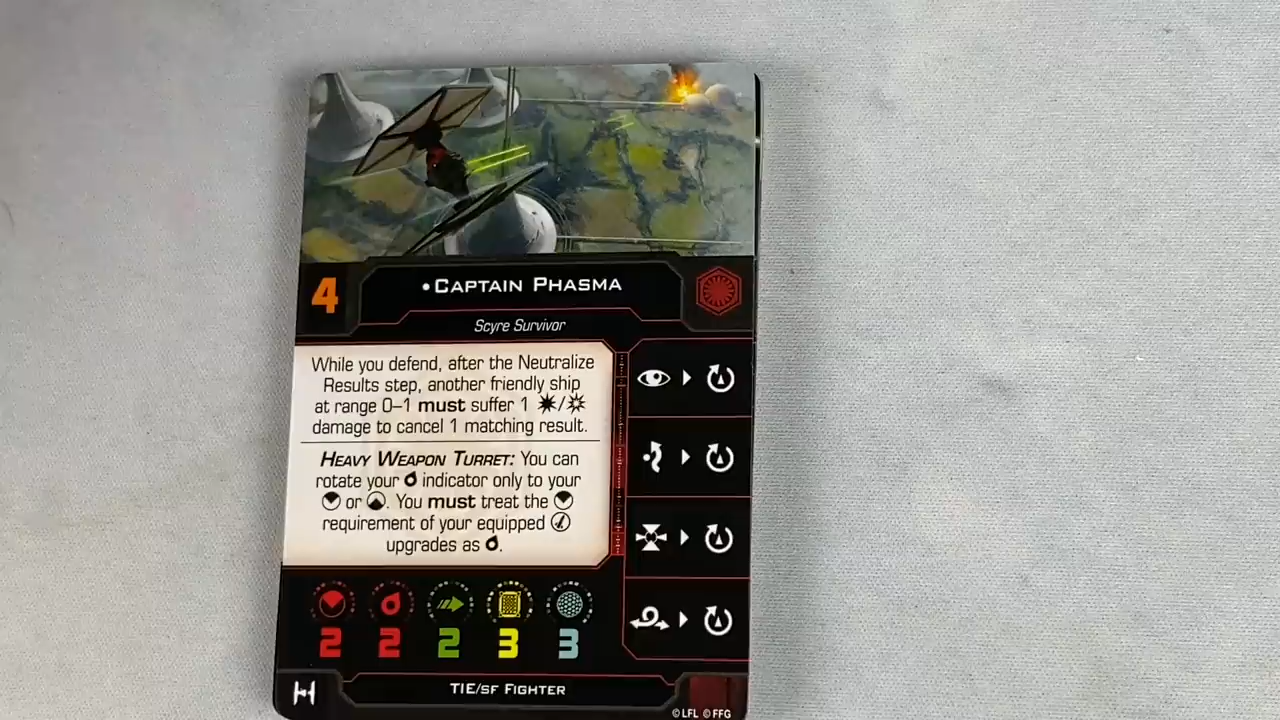 4
•CAPTAIN PHASMA
Scyre Survivor
While you defend, after the Neutralize
Results step, another friendly ship
at range 0–1 must suffer 1 /
damage to cancel 1 matching result.
HEAVY WEAPON TURRET: You can
rotate your indicator only to your
or . You must treat the
requirement of your equipped
upgrades as .
2 2 2 3 3
TIE/SF FIGHTER
© LFL © FFG